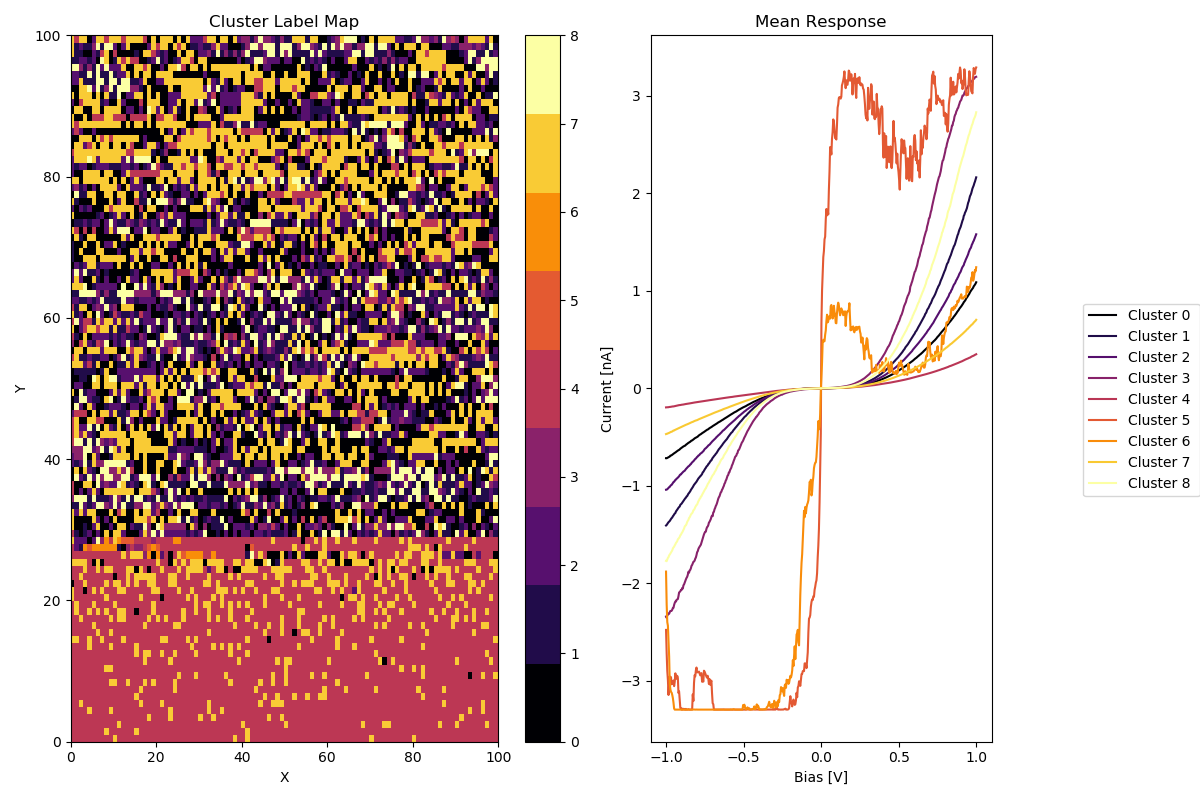 Cluster Label Map
100
80
60
40
20
0
Y
0 20 40 60 80 100
X
8
7
6
5
4
3
2
1
0
Mean Response
3
2
1
0
−1
−2
−3
Current [nA]
−1.0 −0.5 0.0 0.5 1.0
Bias [V]
Cluster 0
Cluster 1
Cluster 2
Cluster 3
Cluster 4
Cluster 5
Cluster 6
Cluster 7
Cluster 8